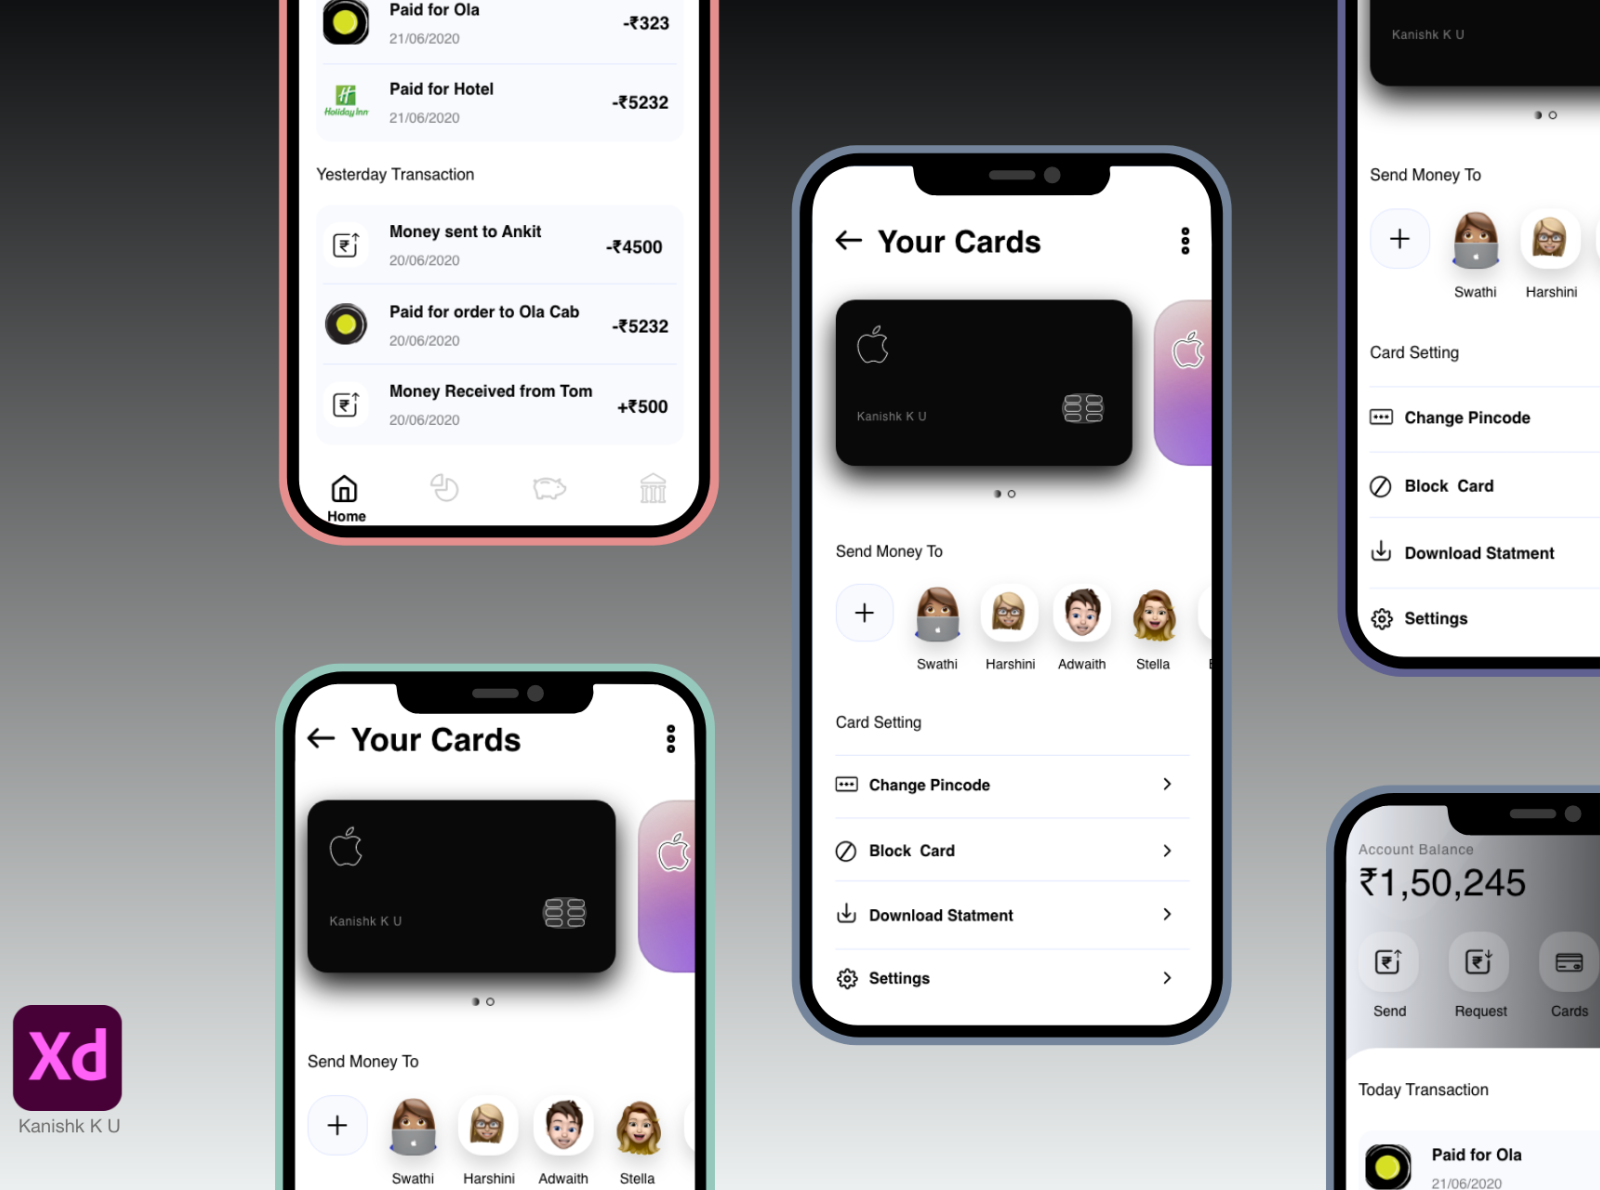 Paid for Ola
-₹323
21/06/2020
Holiday Inn
Paid for Hotel
-₹5232
21/06/2020
Yesterday Transaction
Money sent to Ankit
-₹4500
20/06/2020
Paid for order to Ola Cab
-₹5232
20/06/2020
Money Received from Tom
+₹500
20/06/2020
Home
Your Cards
Kanishk K U
Send Money To
Swathi
Harshini
Adwaith
Stella
Xd
Kanishk K U
Your Cards
Kanishk K U
Send Money To
Swathi
Harshini
Adwaith
Stella
Card Setting
Change Pincode
Block Card
Download Statment
Settings
Kanishk K U
Send Money To
Swathi
Harshini
Card Setting
Change Pincode
Block Card
Download Statment
Settings
Account Balance
₹1,50,245
Send
Request
Cards
Today Transaction
Paid for Ola
21/06/2020